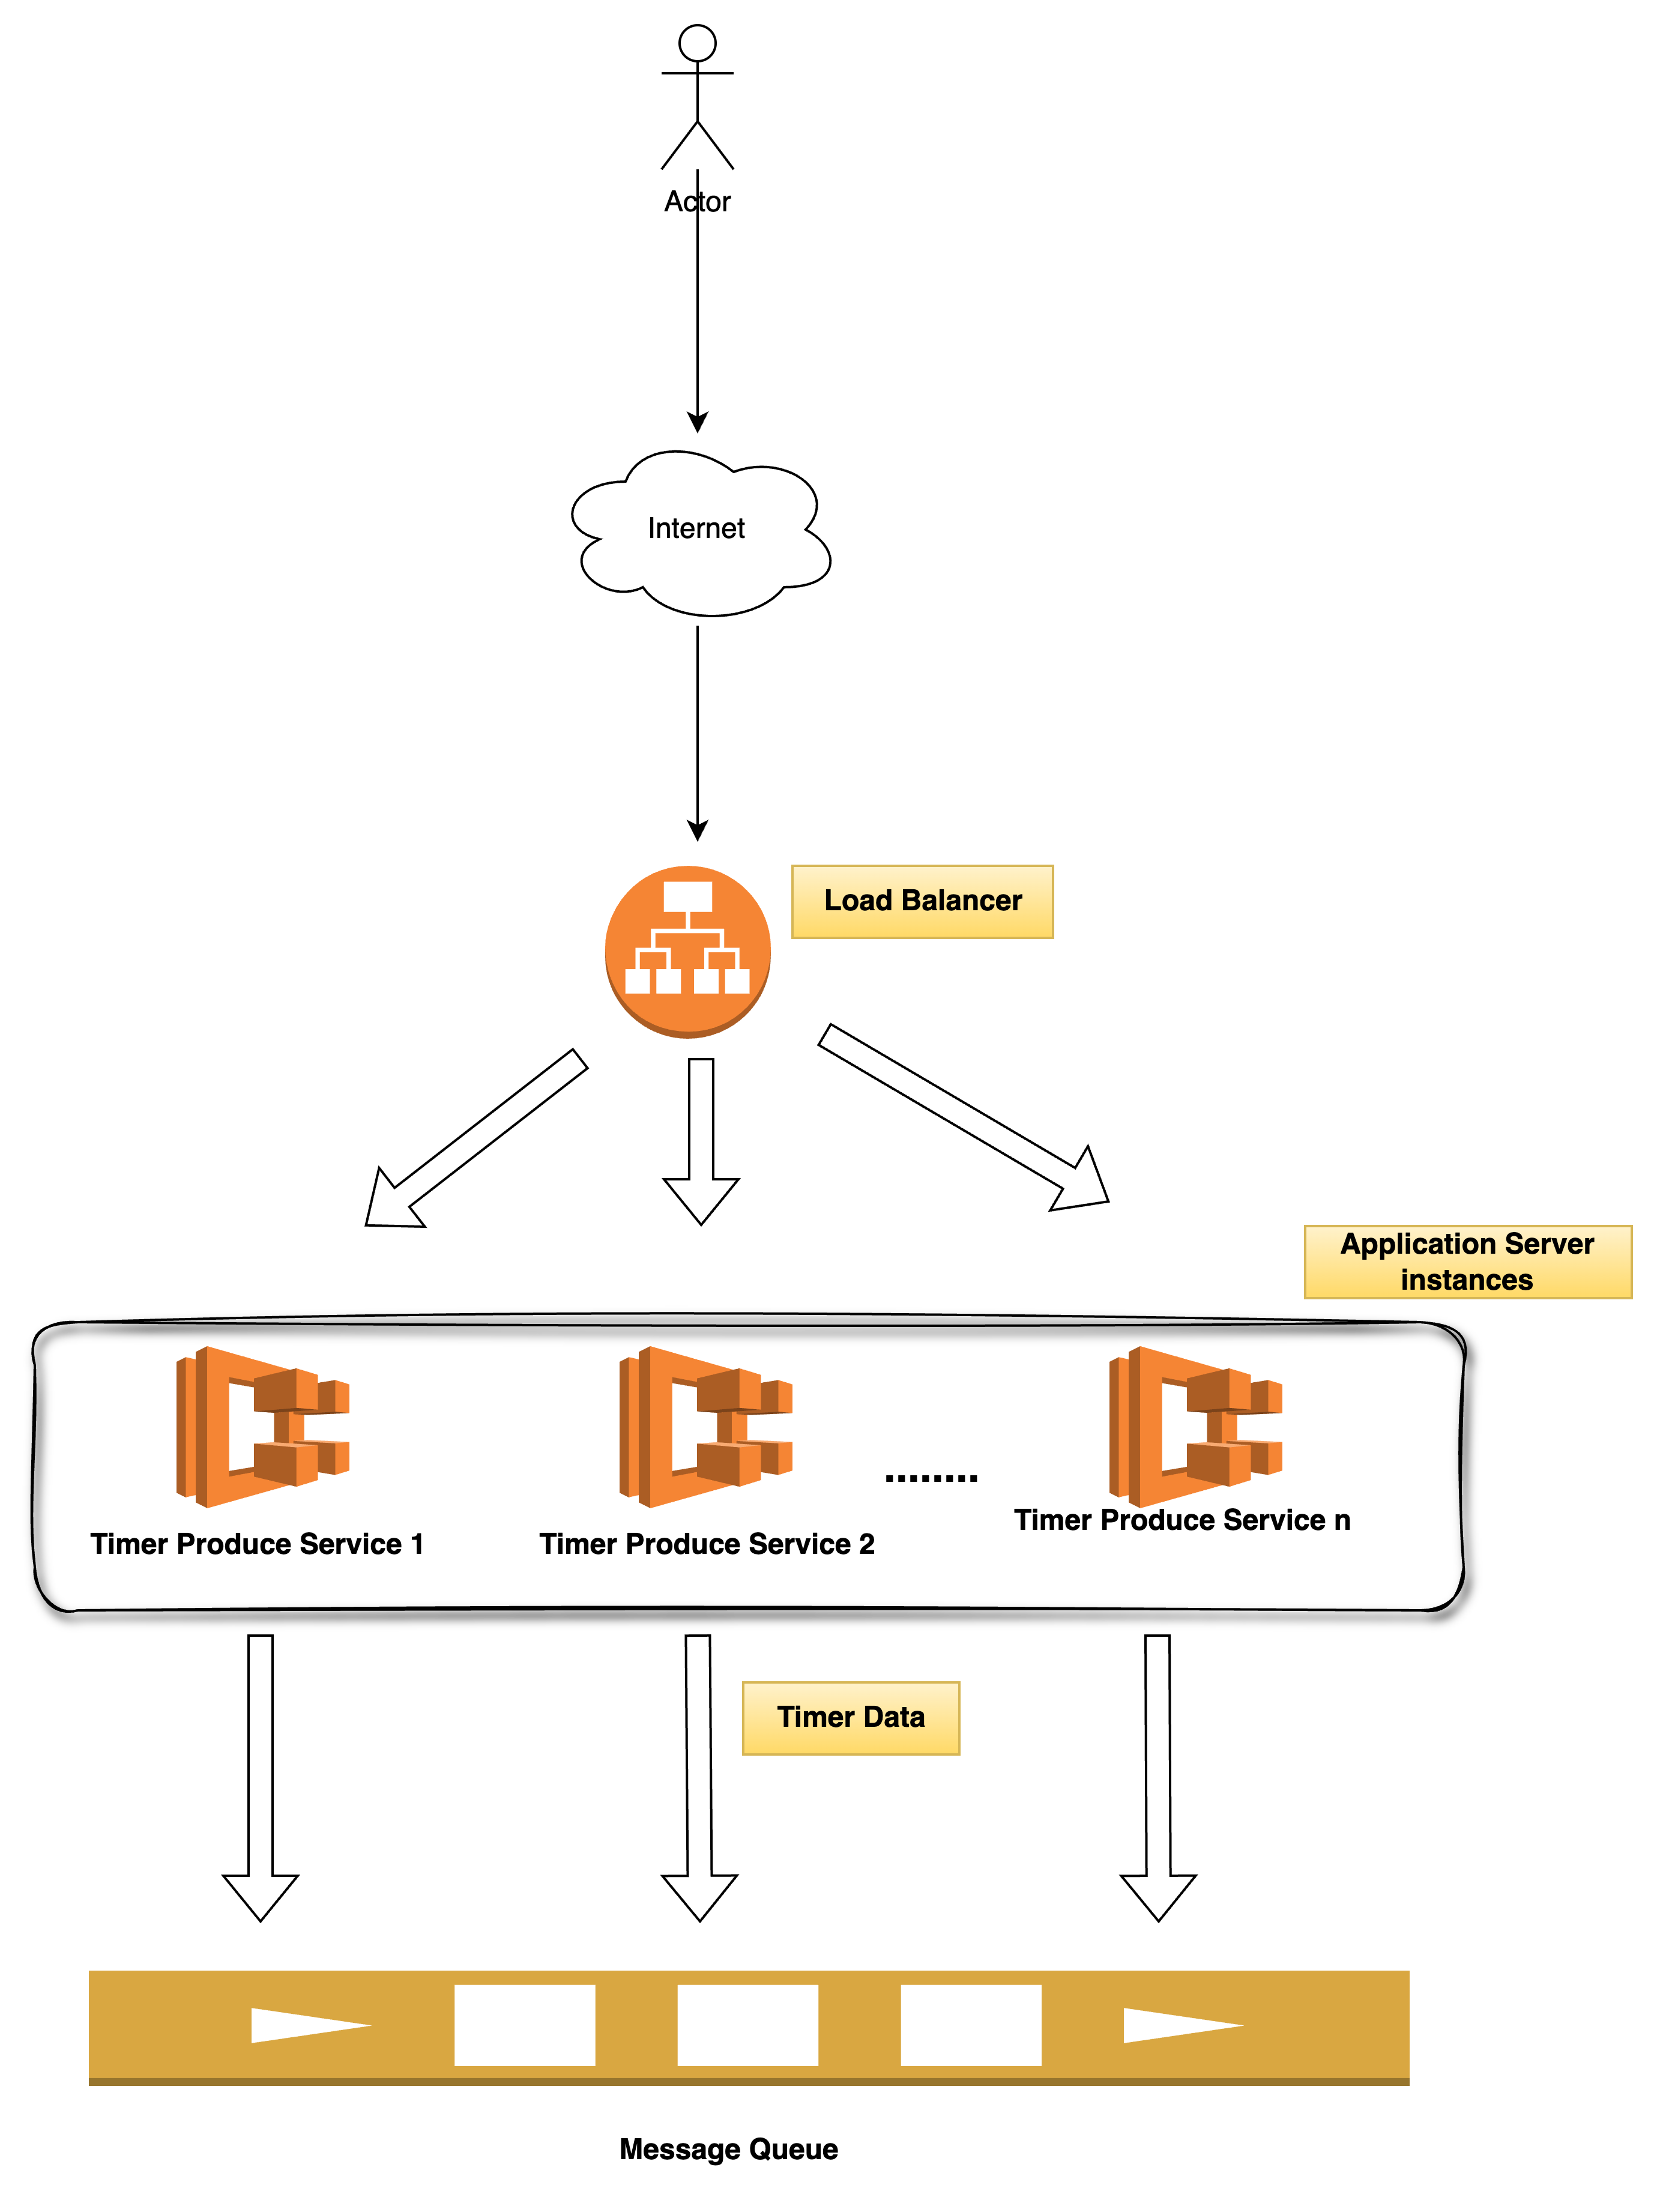 Actor
Internet
Load Balancer
Application Server
instances
Timer Produce Service 1
Timer Produce Service 2
........
Timer Produce Service n
Timer Data
Message Queue